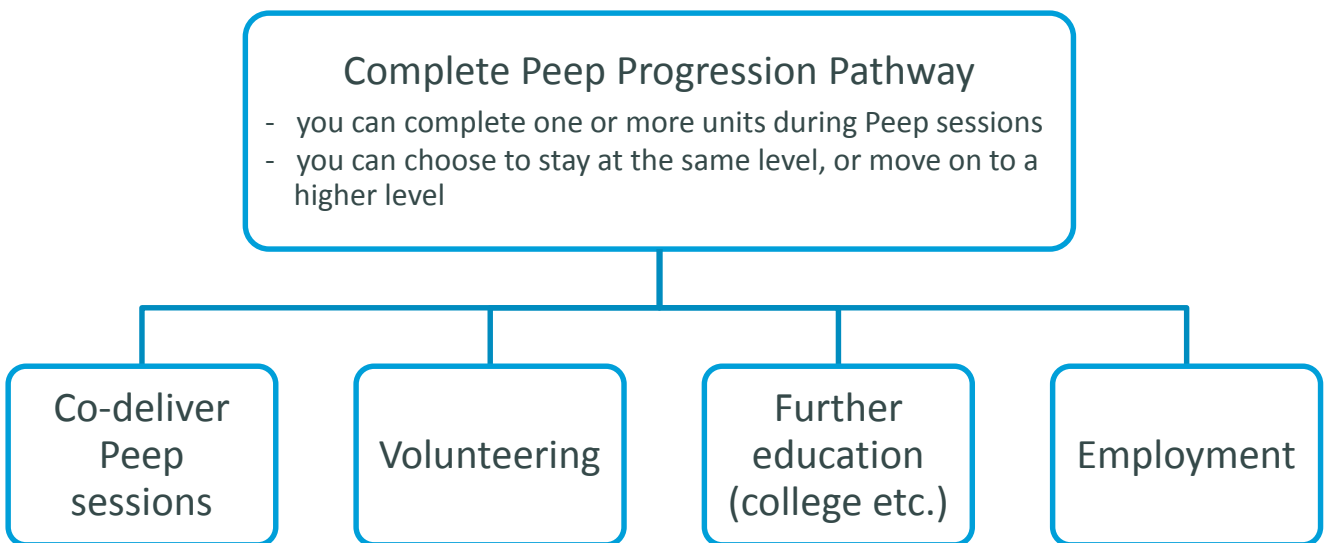 Complete Peep Progression Pathway
- you can complete one or more units during Peep sessions
- you can choose to stay at the same level, or move on to a
higher level
Co-deliver
Peep
sessions
Volunteering
Further
education
(college etc.)
Employment